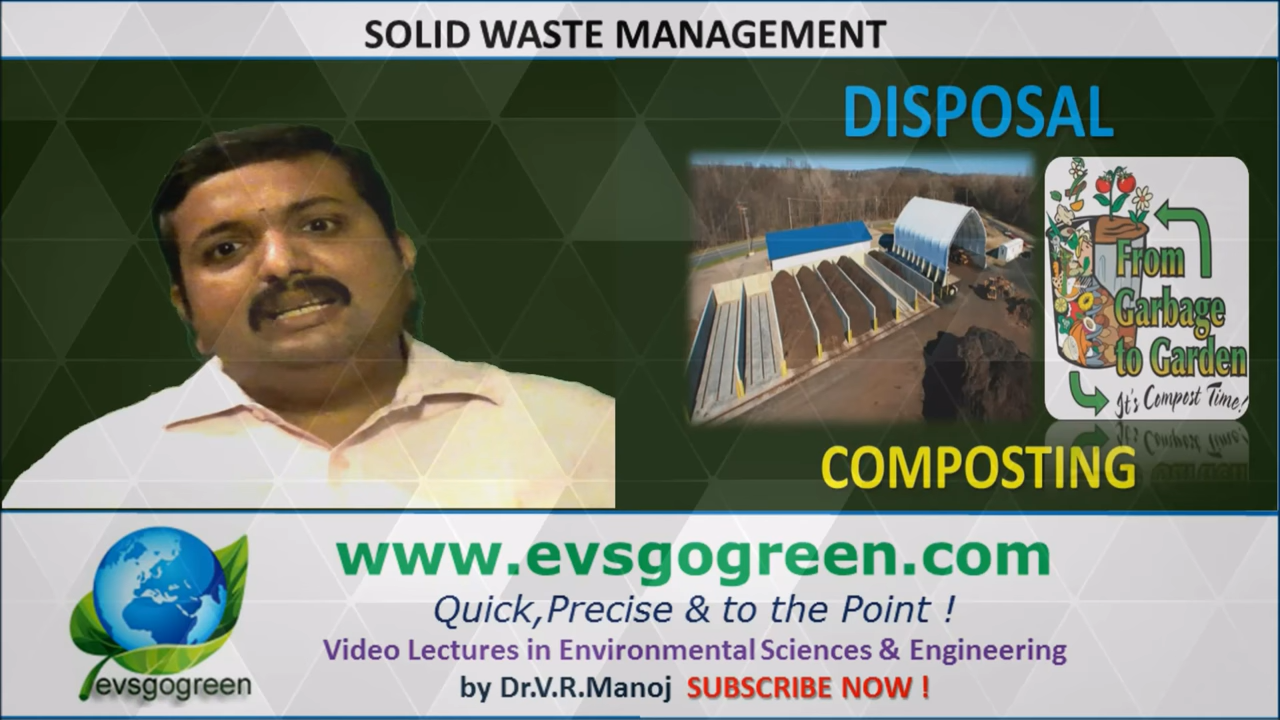 SOLID WASTE MANAGEMENT
DISPOSAL
From
Garbage
to Garden
It's Compost Time!
COMPOSTING
www.evsgogreen.com
Quick,Precise & to the Point !
Video Lectures in Environmental Sciences & Engineering
by Dr.V.R.Manoj SUBSCRIBE NOW !
evsgogreen